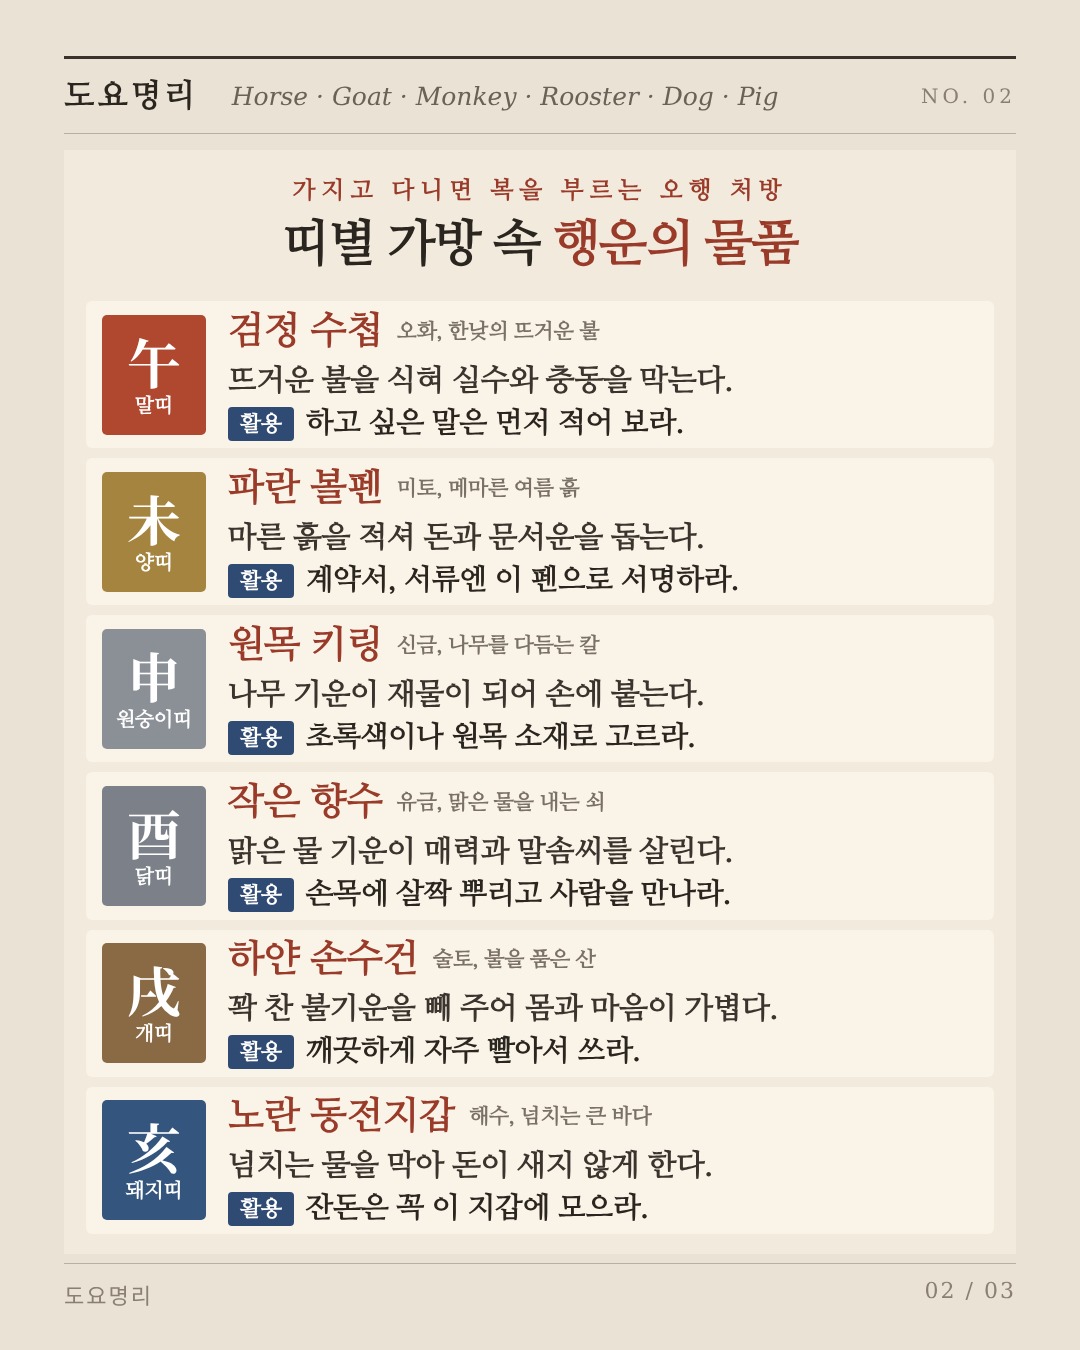 도요명리 Horse · Goat · Monkey · Rooster · Dog · Pig NO. 02
가지고 다니면 복을 부르는 오행 처방
띠별 가방 속 행운의 물품
午
말띠
검정 수첩 오화, 한낮의 뜨거운 불
뜨거운 불을 식혀 실수와 충동을 막는다.
활용 하고 싶은 말은 먼저 적어 보라.
未
양띠
파란 볼펜 미토, 메마른 여름 흙
마른 흙을 적셔 돈과 문서운을 돕는다.
활용 계약서, 서류엔 이 펜으로 서명하라.
申
원숭이띠
원목 키링 신금, 나무를 다듬는 칼
나무 기운이 재물이 되어 손에 붙는다.
활용 초록색이나 원목 소재로 고르라.
酉
닭띠
작은 향수 유금, 맑은 물을 내는 쇠
맑은 물 기운이 매력과 말솜씨를 살린다.
활용 손목에 살짝 뿌리고 사람을 만나라.
戌
개띠
하얀 손수건 술토, 불을 품은 산
꽉 찬 불기운을 빼 주어 몸과 마음이 가볍다.
활용 깨끗하게 자주 빨아서 쓰라.
亥
돼지띠
노란 동전지갑 해수, 넘치는 큰 바다
넘치는 물을 막아 돈이 새지 않게 한다.
활용 잔돈은 꼭 이 지갑에 모으라.
도요명리 02 / 03